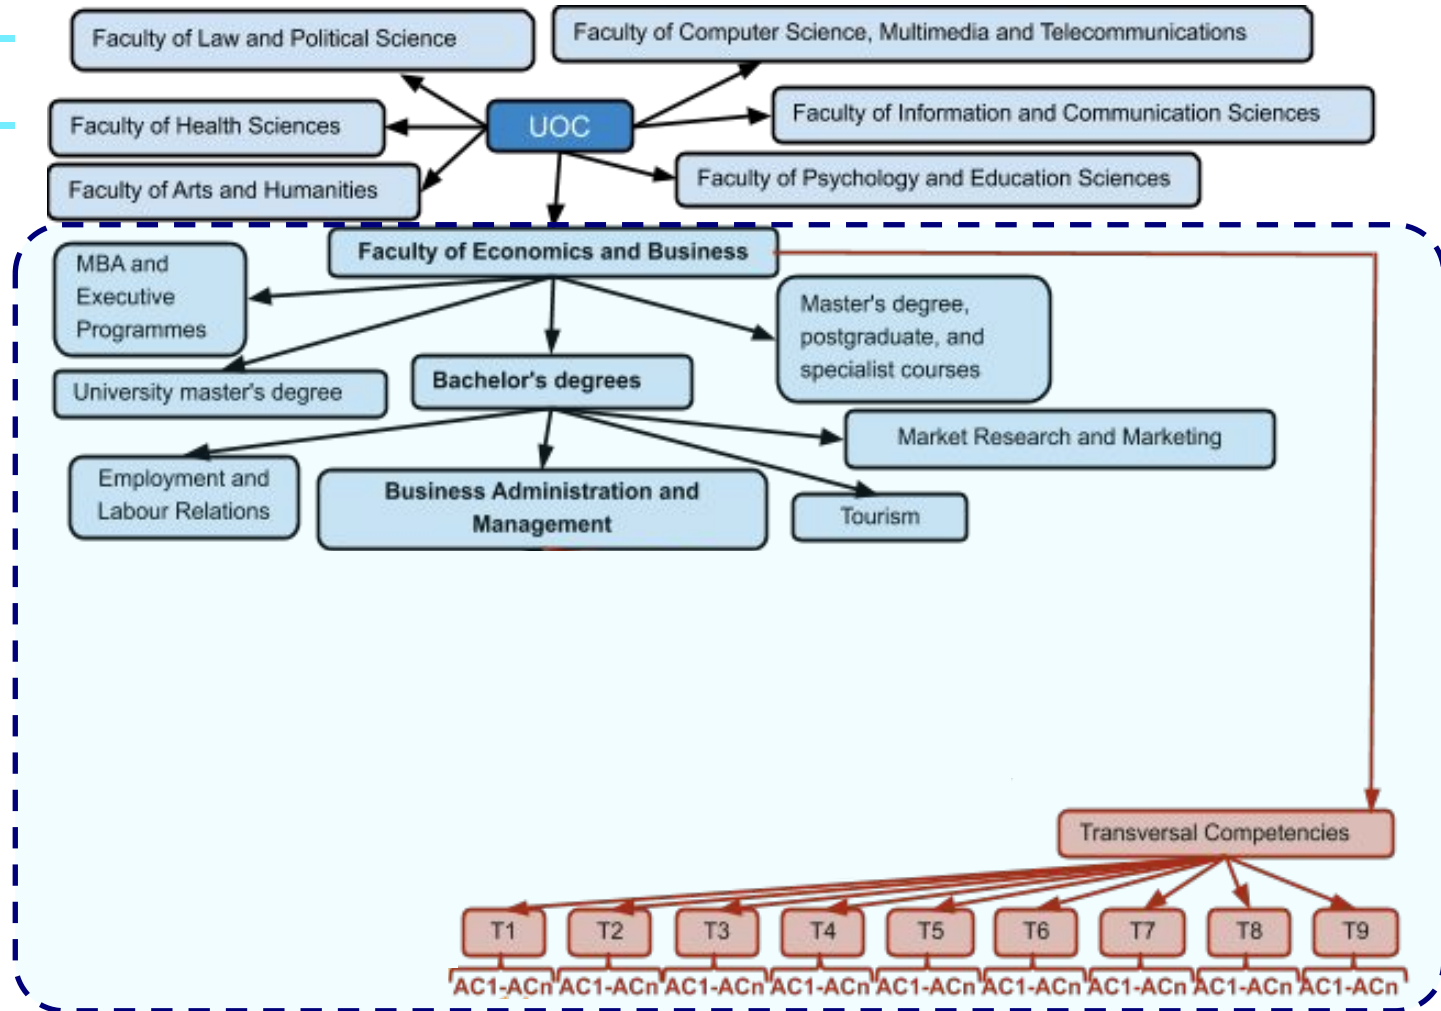 Faculty of Law and Political Science
Faculty of Computer Science, Multimedia and Telecommunications
Faculty of Health Sciences
UOC
Faculty of Information and Communication Sciences
Faculty of Arts and Humanities
Faculty of Psychology and Education Sciences
Faculty of Economics and Business
MBA and
Executive
Programmes
Master's degree,
postgraduate, and
specialist courses
University master's degree
Bachelor's degrees
Market Research and Marketing
Employment and
Labour Relations
Business Administration and
Management
Tourism
Transversal Competencies
T1
T2
T3
T4
T5
T6
T7
T8
T9
AC1-ACn
AC1-ACn
AC1-ACn
AC1-ACn
AC1-ACn
AC1-ACn
AC1-ACn
AC1-ACn
AC1-ACn